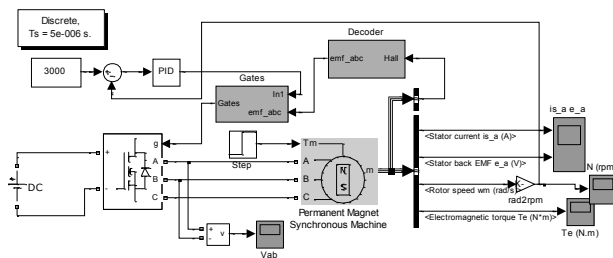 Discrete,
Ts = 5e-006 s.
3000
PID
Decoder
emf_abc
Hall
Gates
Gates
In1
emf_abc
is_a e_a
g
+
-
A
B
C
DC
Step
Tm
A
B
C
m
N
S
Permanent Magnet
Synchronous Machine
<Stator current is_a (A)>
<Stator back EMF e_a (V)>
<Rotor speed wm (rad/s
<Electromagnetic torque Te (N*m)>
rad2rpm
N (rpm
Te (N.m)
+
-
v
Vab